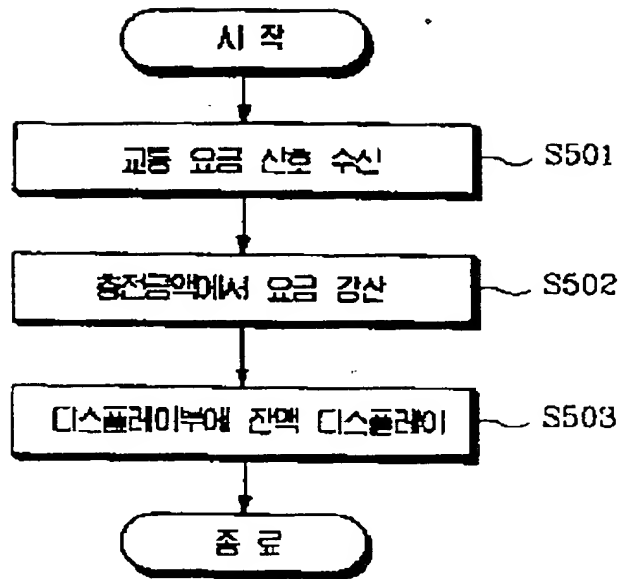 시 작
교통 요금 신호 수신
S501
충전금액에서 요금 감산
S502
디스플레이부에 잔액 디스플레이
S503
종 료